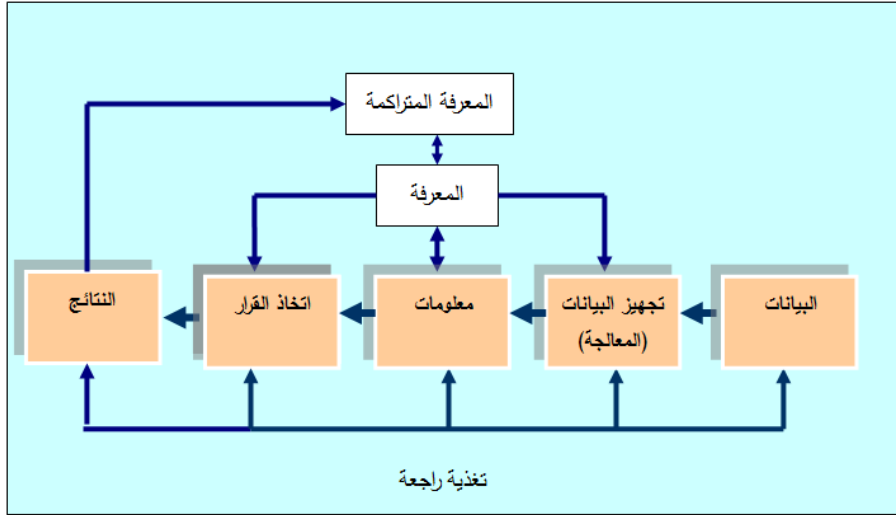 المعرفة المتراكمة
المعرفة
البيانات
تجهيز البيانات
(المعالجة)
معلومات
اتخاذ القرار
النتائج
تغذية راجعة